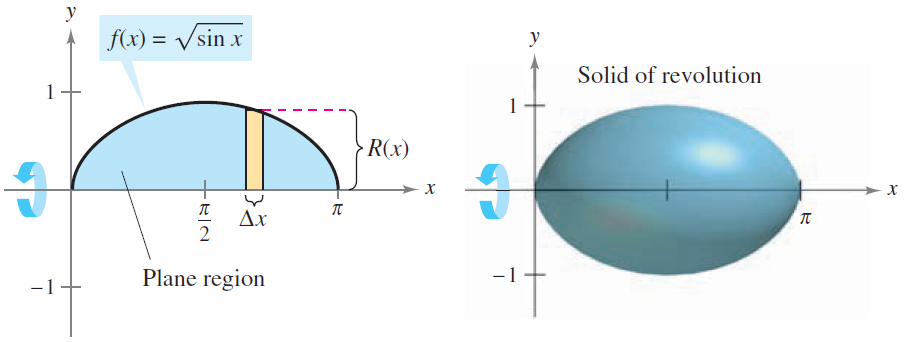 y
f(x) = √sin x
1
R(x)
x
π/2
Δx
π
Plane region
−1
y
Solid of revolution
1
x
π
−1